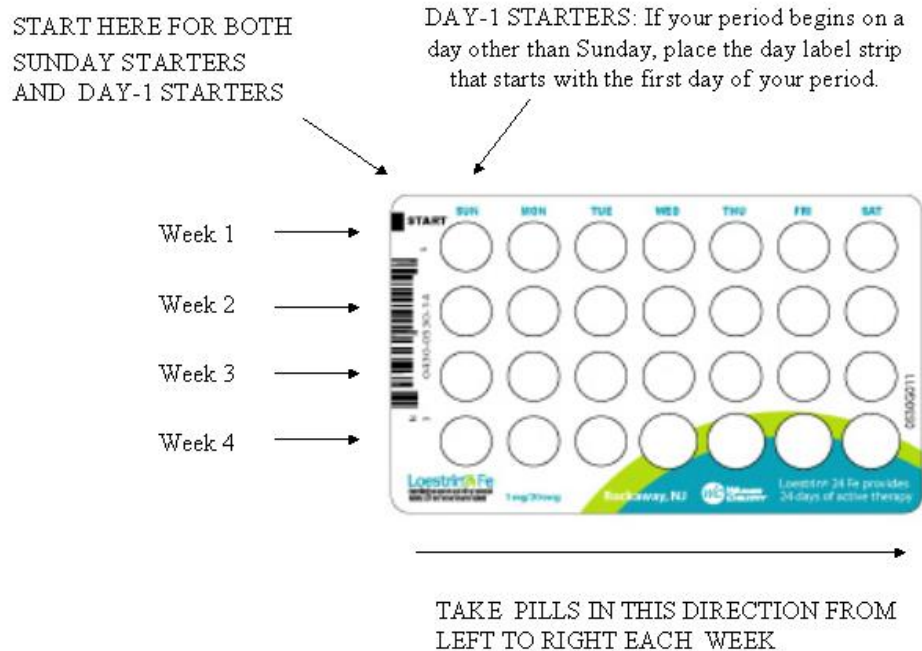 START HERE FOR BOTH
SUNDAY STARTERS
AND DAY-1 STARTERS
DAY-1 STARTERS: If your period begins on a
day other than Sunday, place the day label strip
that starts with the first day of your period.
START
SUN MON TUE WED THU FRI SAT
Week 1
Week 2
Week 3
Week 4
Loestrin Fe
1 mg/20 mcg
Rockaway, NJ
Loestrin® 24 Fe provides
24 days of active therapy
TAKE PILLS IN THIS DIRECTION FROM
LEFT TO RIGHT EACH WEEK